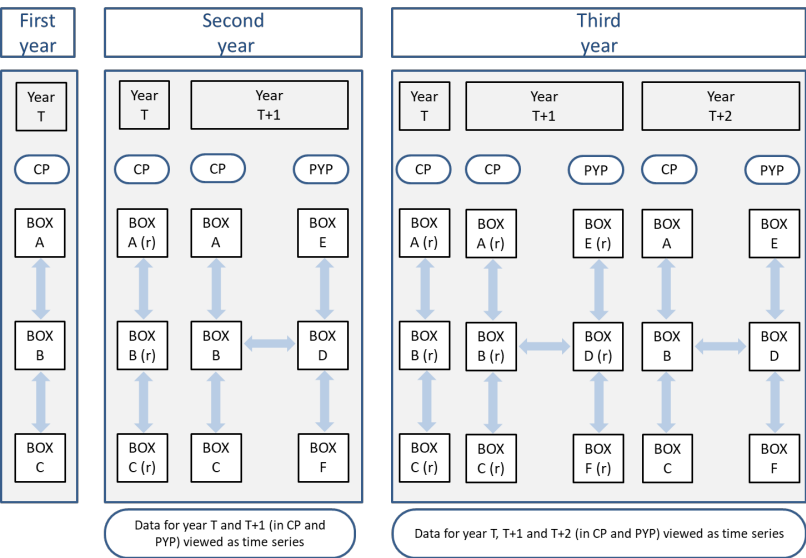 First
year
Second
year
Third
year
Year
T
Year
T
Year
T+1
Year
T
Year
T+1
Year
T+2
CP
CP
CP
PYP
CP
CP
PYP
CP
PYP
BOX
A
BOX
A (r)
BOX
A
BOX
E
BOX
A (r)
BOX
A (r)
BOX
E (r)
BOX
A
BOX
E
BOX
B
BOX
B (r)
BOX
B
BOX
D
BOX
B (r)
BOX
B (r)
BOX
D (r)
BOX
B
BOX
D
BOX
C
BOX
C (r)
BOX
C
BOX
F
BOX
C (r)
BOX
C (r)
BOX
F (r)
BOX
C
BOX
F
Data for year T and T+1 (in CP and
PYP) viewed as time series
Data for year T, T+1 and T+2 (in CP and PYP) viewed as time series